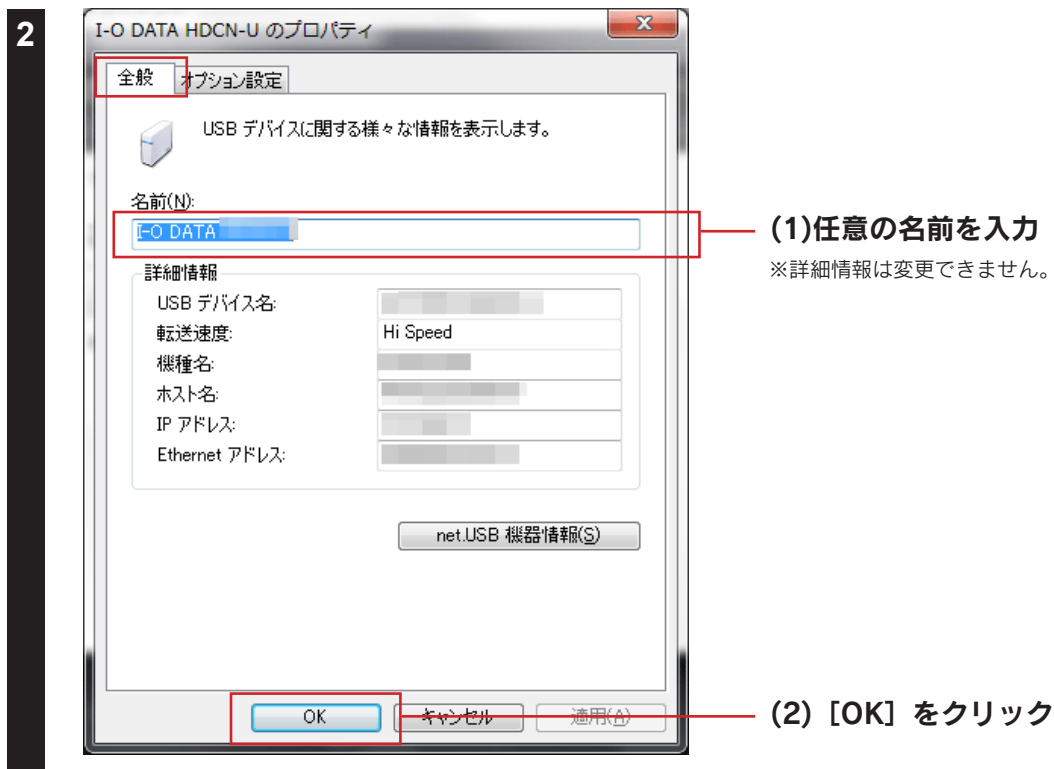 2
I-O DATA HDCN-U のプロパティ
全般 オプション設定
USB デバイスに関する様々な情報を表示します。
名前(N):
I-O DATA
(1)任意の名前を入力
※詳細情報は変更できません。
詳細情報
USB デバイス名:
転送速度: Hi Speed
機種名:
ホスト名:
IP アドレス:
Ethernet アドレス:
net.USB 機器情報(S)
OK キャンセル 適用(A)
(2)［OK］をクリック